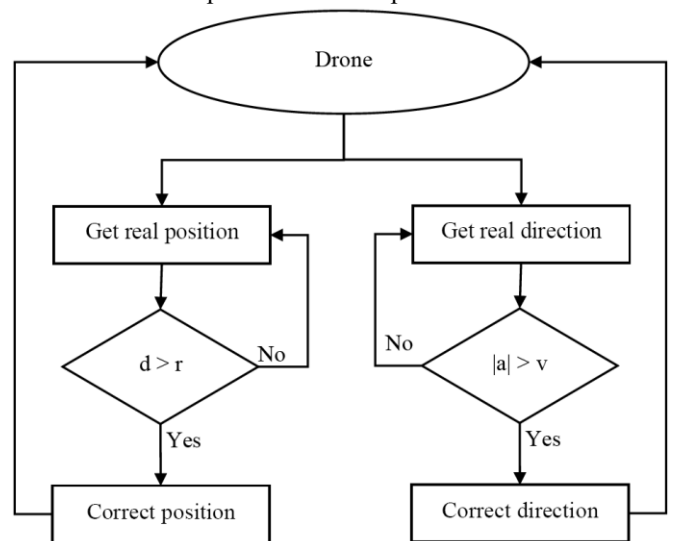 Drone
Get real position
Get real direction
d > r
No
No
|a| > v
Yes
Yes
Correct position
Correct direction